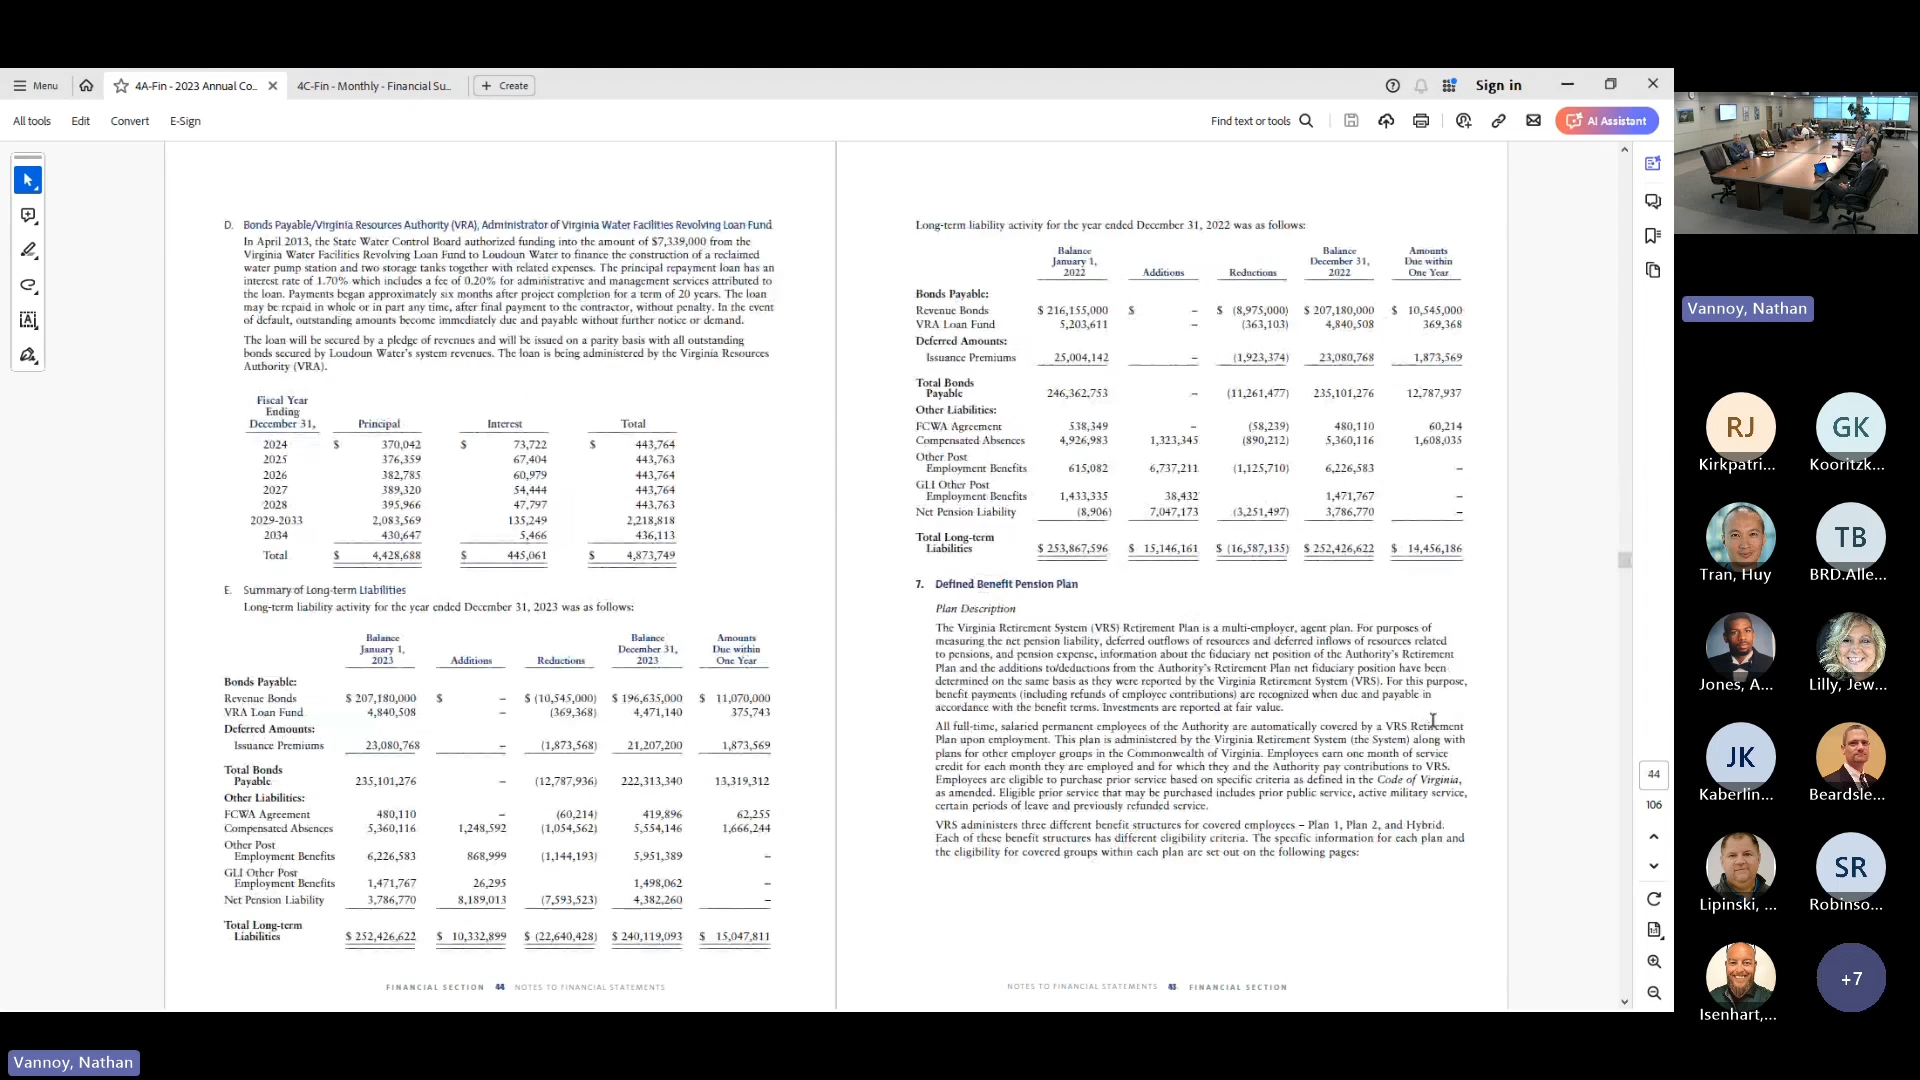 Menu
4A-Fin - 2023 Annual Co...
4C-Fin - Monthly - Financial Su...
Create
Sign in
All tools
Edit
Convert
E-Sign
Find text or tools
AI Assistant
D. Bonds Payable/Virginia Resources Authority (VRA), Administrator of Virginia Water Facilities Revolving Loan Fund
In April 2013, the State Water Control Board authorized funding into the amount of $7,339,000 from the
Virginia Water Facilities Revolving Loan Fund to Loudoun Water to finance the construction of a reclaimed
water pump station and two storage tanks together with related expenses. The principal repayment loan has an
interest rate of 1.70% which includes a fee of 0.20% for administrative and management services attributed to
the loan. Payments began approximately six months after project completion for a term of 20 years. The loan
may be repaid in whole or in part any time, after final payment to the contractor, without penalty. In the event
of default, outstanding amounts become immediately due and payable without further notice or demand.
The loan will be secured by a pledge of revenues and will be issued on a parity basis with all outstanding
bonds secured by Loudoun Water's system revenues. The loan is being administered by the Virginia Resources
Authority (VRA).
Fiscal Year
Ending
December 31, Principal Interest Total
2024 $ 370,042 $ 73,722 $ 443,764
2025 376,359 67,404 443,763
2026 382,785 60,979 443,764
2027 389,320 54,444 443,764
2028 395,966 47,797 443,763
2029-2033 2,083,569 135,249 2,218,818
2034 430,647 5,466 436,113
Total $ 4,428,688 $ 445,061 $ 4,873,749
E. Summary of Long-term Liabilities
Long-term liability activity for the year ended December 31, 2023 was as follows:
Balance Balance Amounts
January 1, December 31, Due within
2023 Additions Reductions 2023 One Year
Bonds Payable:
Revenue Bonds $ 207,180,000 $ – $ (10,545,000) $ 196,635,000 $ 11,070,000
VRA Loan Fund 4,840,508 – (369,368) 4,471,140 375,743
Deferred Amounts:
Issuance Premiums 23,080,768 – (1,873,568) 21,207,200 1,873,569
Total Bonds
Payable 235,101,276 – (12,787,936) 222,313,340 13,319,312
Other Liabilities:
FCWA Agreement 480,110 – (60,214) 419,896 62,255
Compensated Absences 5,360,116 1,248,592 (1,054,562) 5,554,146 1,666,244
Other Post
Employment Benefits 6,226,583 868,999 (1,144,193) 5,951,389 –
GLI Other Post
Employment Benefits 1,471,767 26,295 1,498,062 –
Net Pension Liability 3,786,770 8,189,013 (7,593,523) 4,382,260 –
Total Long-term
Liabilities $ 252,426,622 $ 10,332,899 $ (22,640,428) $ 240,119,093 $ 15,047,811
FINANCIAL SECTION 44 NOTES TO FINANCIAL STATEMENTS
Long-term liability activity for the year ended December 31, 2022 was as follows:
Balance Balance Amounts
January 1, December 31, Due within
2022 Additions Reductions 2022 One Year
Bonds Payable:
Revenue Bonds $ 216,155,000 $ – $ (8,975,000) $ 207,180,000 $ 10,545,000
VRA Loan Fund 5,203,611 – (363,103) 4,840,508 369,368
Deferred Amounts:
Issuance Premiums 25,004,142 – (1,923,374) 23,080,768 1,873,569
Total Bonds
Payable 246,362,753 – (11,261,477) 235,101,276 12,787,937
Other Liabilities:
FCWA Agreement 538,349 – (58,239) 480,110 60,214
Compensated Absences 4,926,983 1,323,345 (890,212) 5,360,116 1,608,035
Other Post
Employment Benefits 615,082 6,737,211 (1,125,710) 6,226,583 –
GLI Other Post
Employment Benefits 1,433,335 38,432 1,471,767 –
Net Pension Liability (8,906) 7,047,173 (3,251,497) 3,786,770 –
Total Long-term
Liabilities $ 253,867,596 $ 15,146,161 $ (16,587,135) $ 252,426,622 $ 14,456,186
7. Defined Benefit Pension Plan
Plan Description
The Virginia Retirement System (VRS) Retirement Plan is a multi-employer, agent plan. For purposes of
measuring the net pension liability, deferred outflows of resources and deferred inflows of resources related
to pensions, and pension expense, information about the fiduciary net position of the Authority's Retirement
Plan and the additions to/deductions from the Authority's Retirement Plan net fiduciary position have been
determined on the same basis as they were reported by the Virginia Retirement System (VRS). For this purpose,
benefit payments (including refunds of employee contributions) are recognized when due and payable in
accordance with the benefit terms. Investments are reported at fair value.
All full-time, salaried permanent employees of the Authority are automatically covered by a VRS Retirement
Plan upon employment. This plan is administered by the Virginia Retirement System (the System) along with
plans for other employer groups in the Commonwealth of Virginia. Employees earn one month of service
credit for each month they are employed and for which they and the Authority pay contributions to VRS.
Employees are eligible to purchase prior service based on specific criteria as defined in the Code of Virginia,
as amended. Eligible prior service that may be purchased includes prior public service, active military service,
certain periods of leave and previously refunded service.
VRS administers three different benefit structures for covered employees – Plan 1, Plan 2, and Hybrid.
Each of these benefit structures has different eligibility criteria. The specific information for each plan and
the eligibility for covered groups within each plan are set out on the following pages:
NOTES TO FINANCIAL STATEMENTS FINANCIAL SECTION
44
106
Vannoy, Nathan
RJ GK
Kirkpatri... Kooritzk...
TB
Tran, Huy BRD.Alle...
Jones, A... Lilly, Jew...
JK
Kaberlin... Beardsle...
SR
Lipinski, ... Robinso...
+7
Isenhart,...
Vannoy, Nathan